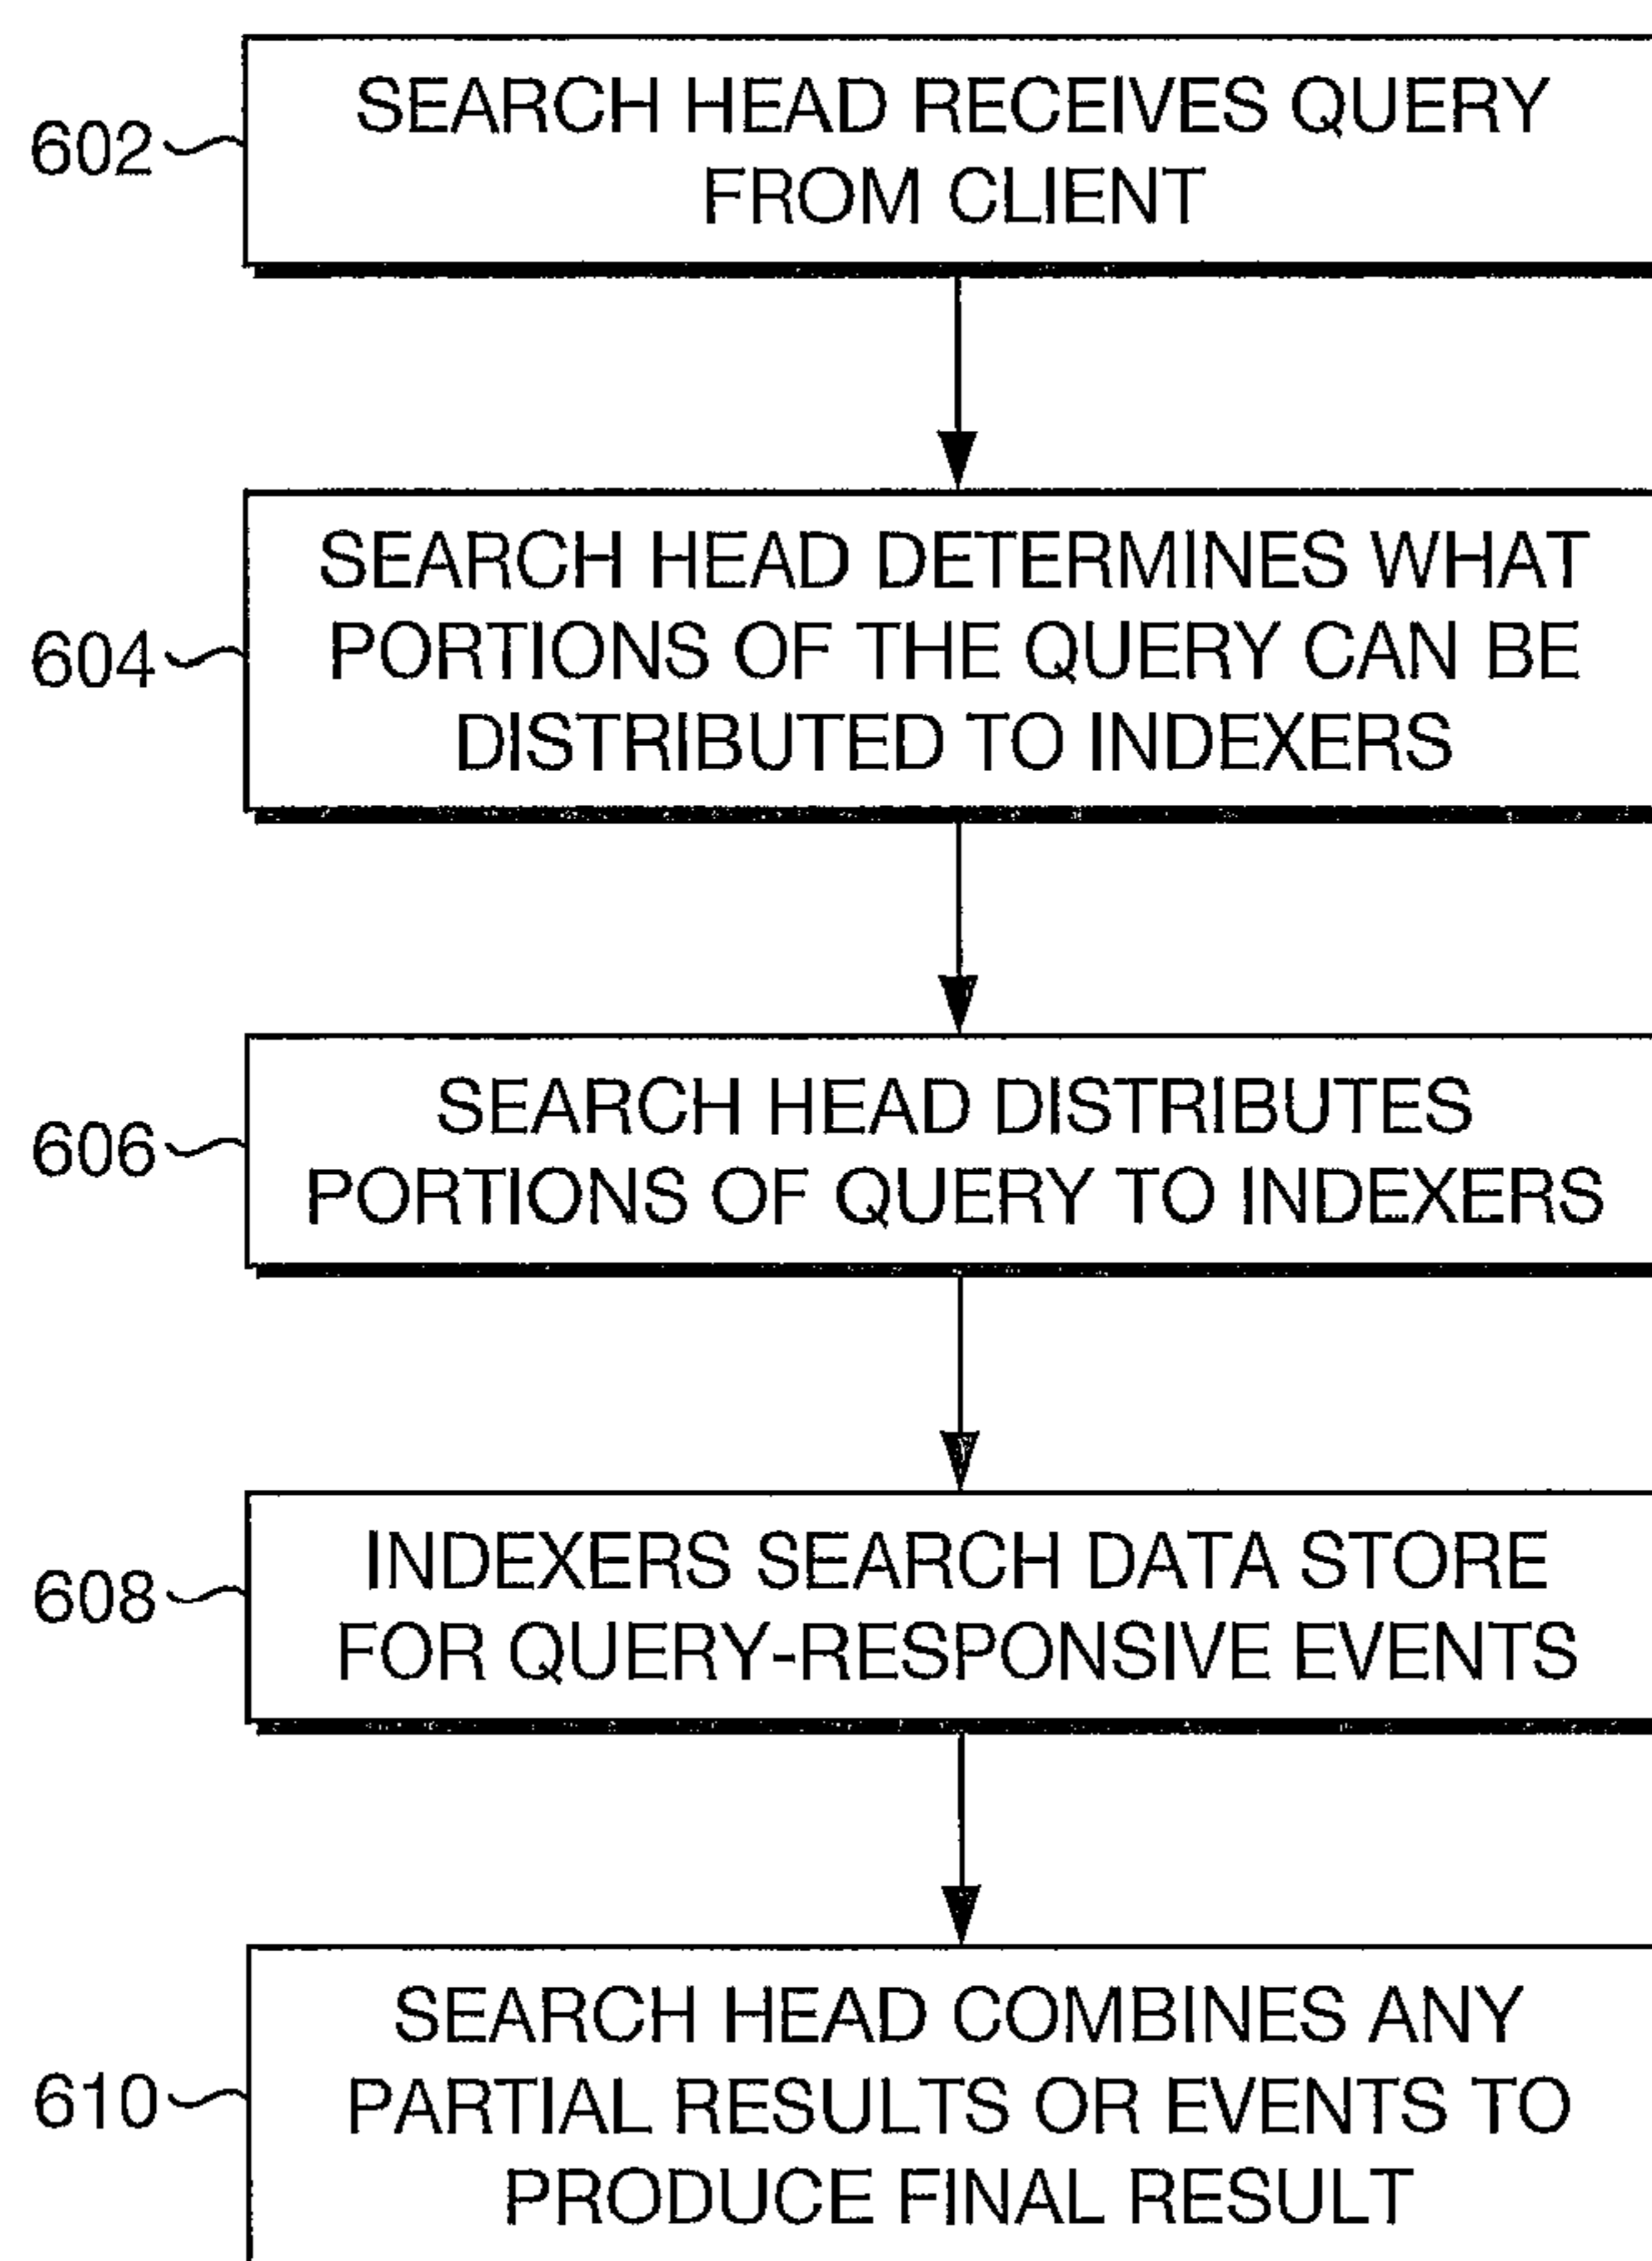 SEARCH HEAD RECEIVES QUERY
602
FROM CLIENT
SEARCH HEAD DETERMINES WHAT
604
PORTIONS OF THE QUERY CAN BE
DISTRIBUTED TO INDEXERS
SEARCH HEAD DISTRIBUTES
606
PORTIONS OF QUERY TO INDEXERS
INDEXERS SEARCH DATA STORE
608
FOR QUERY-RESPONSIVE EVENTS
SEARCH HEAD COMBINES ANY
610
PARTIAL RESULTS OR EVENTS TO
PRODUCE FINAL RESULT